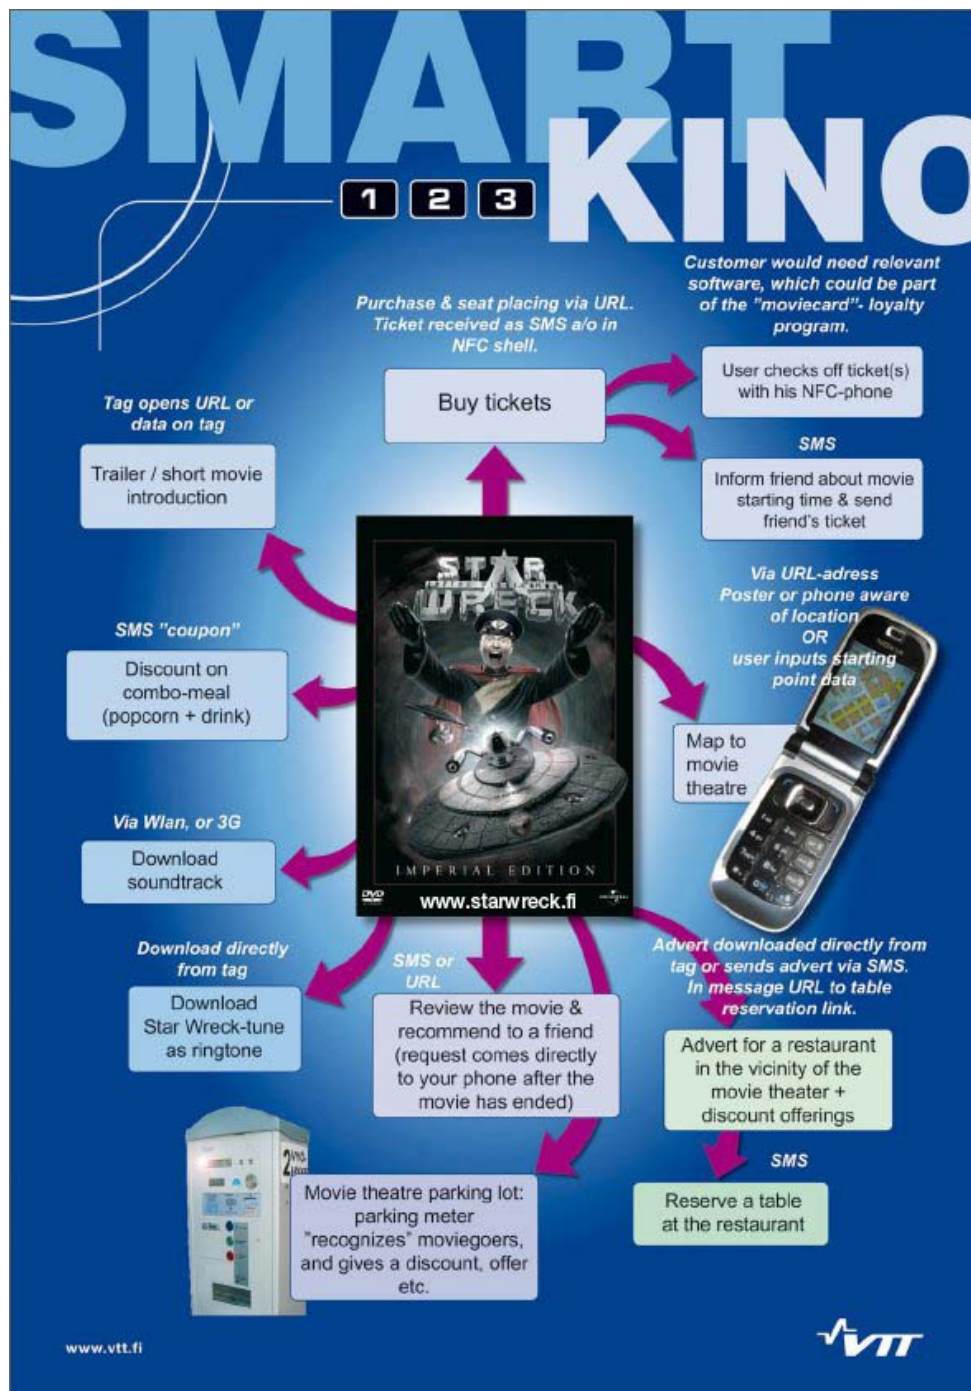 SMART
KINO
1 2 3
Customer would need relevant
software, which could be part
of the "moviecard"- loyalty
program.
Purchase & seat placing via URL.
Ticket received as SMS a/o in
NFC shell.
User checks off ticket(s)
with his NFC-phone
Buy tickets
Tag opens URL or
data on tag
SMS
Trailer / short movie
introduction
Inform friend about movie
starting time & send
friend's ticket
STAR
WRECK
Via URL-adress
Poster or phone aware
of location
OR
user inputs starting
point data
NOKIA
SMS "coupon"
Discount on
combo-meal
(popcorn + drink)
Map to
movie
theatre
Via Wlan, or 3G
Download
soundtrack
IMPERIAL EDITION
DVD
www.starwreck.fi
UNIVERSAL
Download directly
from tag
Download
Star Wreck-tune
as ringtone
SMS or
URL
Review the movie &
recommend to a friend
(request comes directly
to your phone after the
movie has ended)
Advert downloaded directly from
tag or sends advert via SMS.
In message URL to table
reservation link.
Advert for a restaurant
in the vicinity of the
movie theater +
discount offerings
2
SMS
Movie theatre parking lot:
parking meter
"recognizes" moviegoers,
and gives a discount, offer
etc.
Reserve a table
at the restaurant
www.vtt.fi
VTT